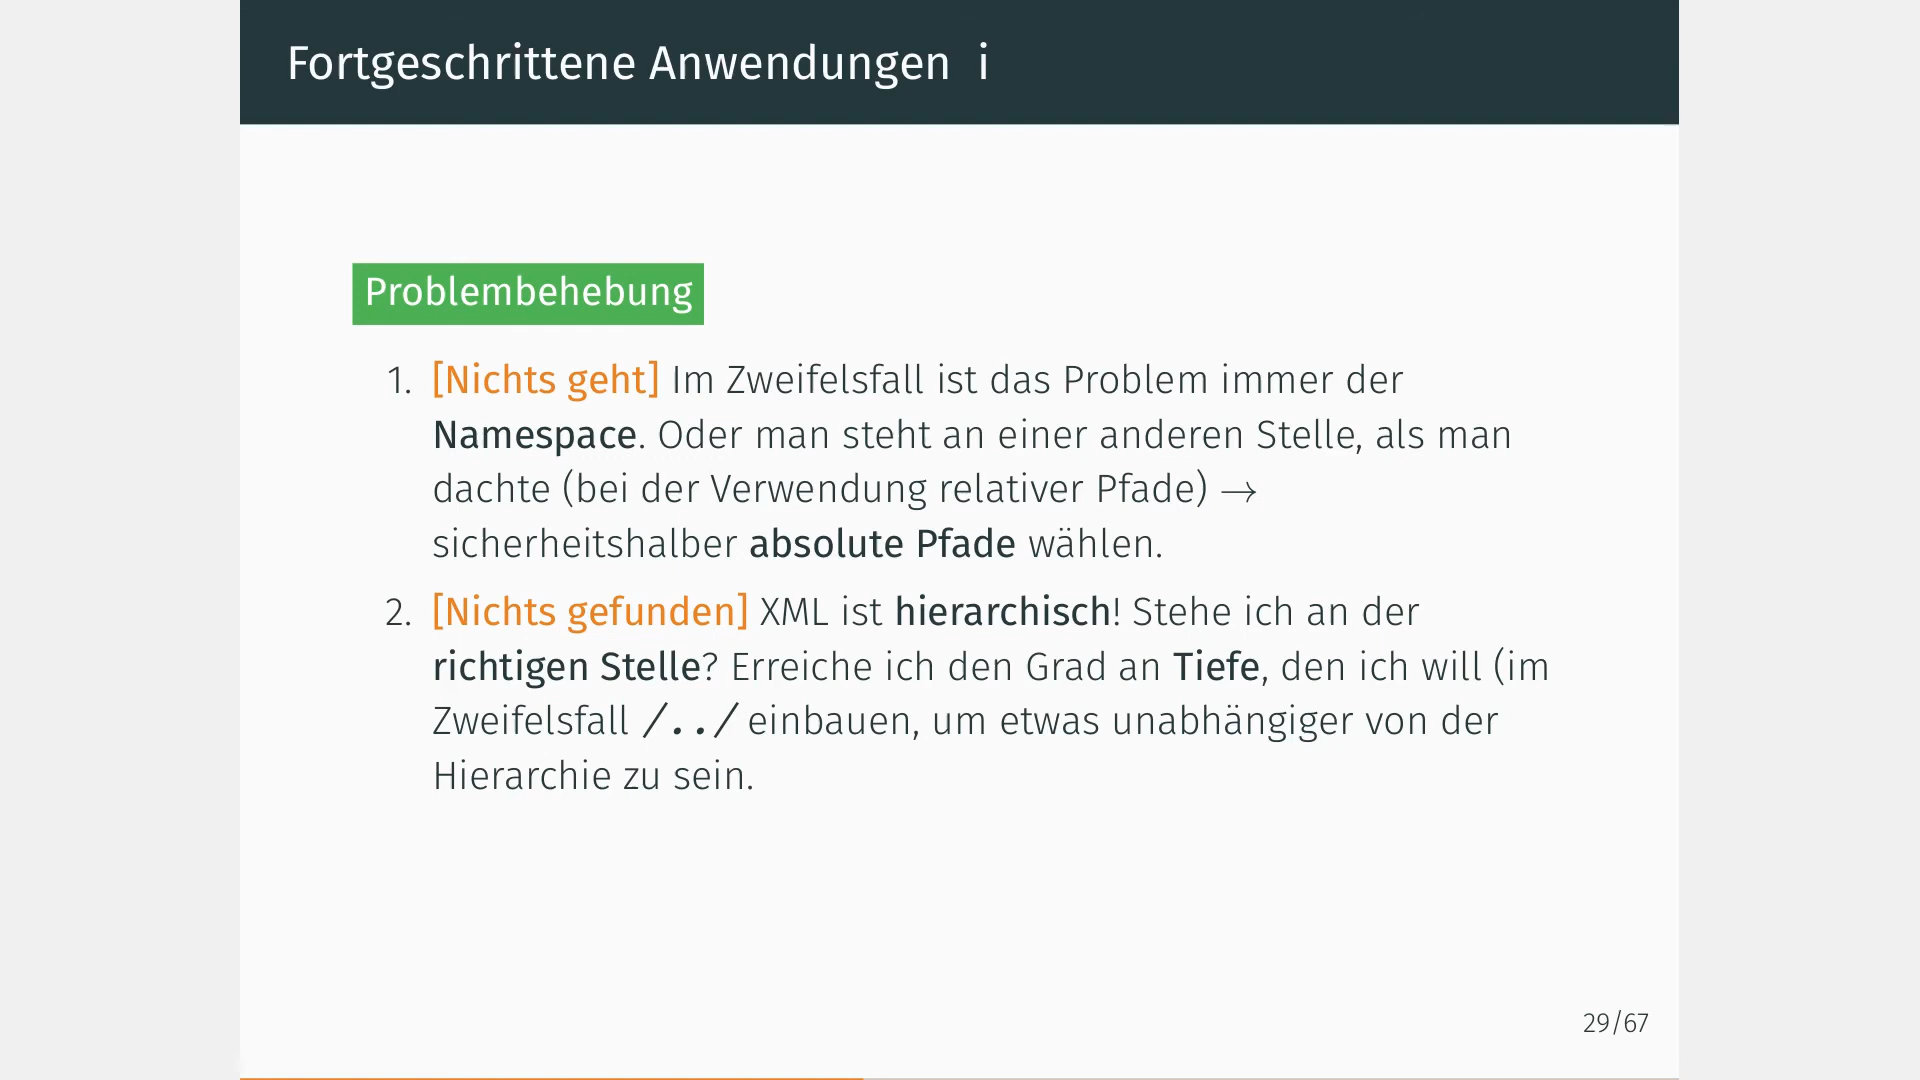 Fortgeschrittene Anwendungen i
Problembehebung
1. [Nichts geht] Im Zweifelsfall ist das Problem immer der
Namespace. Oder man steht an einer anderen Stelle, als man
dachte (bei der Verwendung relativer Pfade) →
sicherheitshalber absolute Pfade wählen.
2. [Nichts gefunden] XML ist hierarchisch! Stehe ich an der
richtigen Stelle? Erreiche ich den Grad an Tiefe, den ich will (im
Zweifelsfall /../ einbauen, um etwas unabhängiger von der
Hierarchie zu sein.
29/67